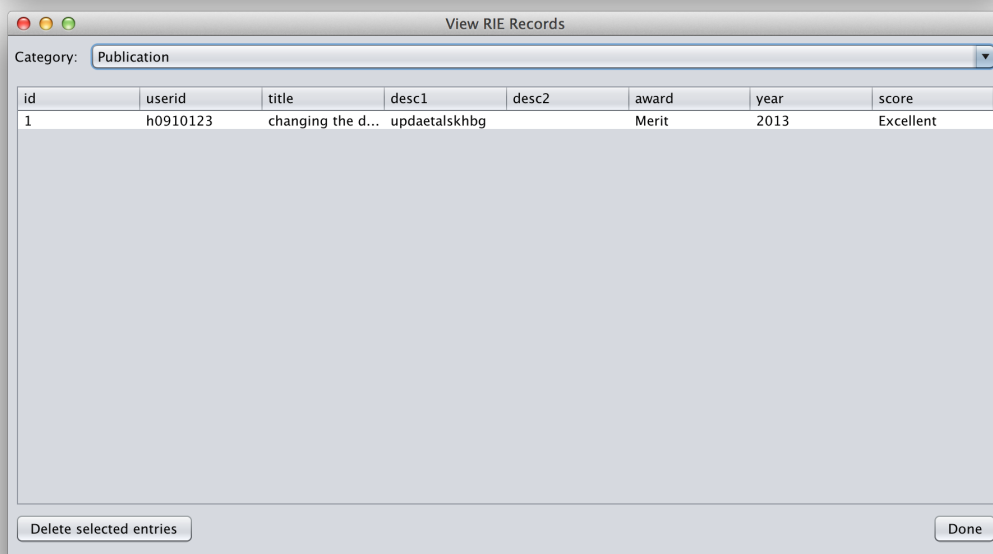 View RIE Records
Category: Publication
id userid title desc1 desc2 award year score
1 h0910123 changing the d... updaetalskhbg Merit 2013 Excellent
Delete selected entries Done